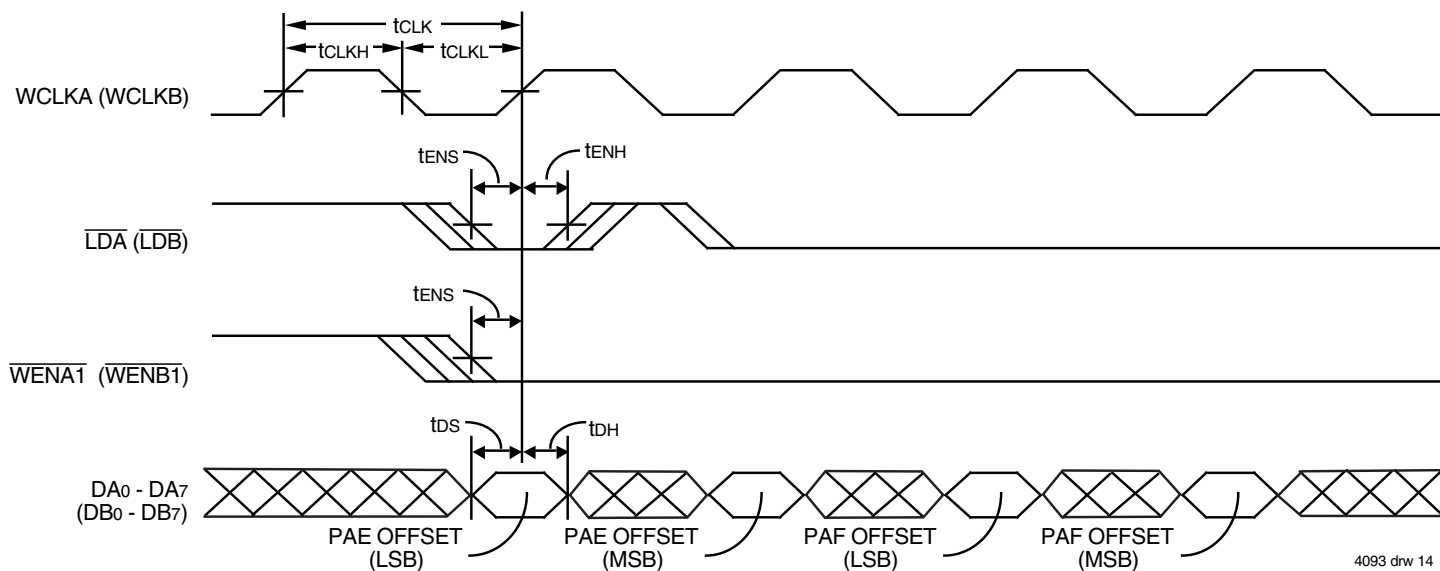 tCLK
tCLKH
tCLKL
WCLKA (WCLKB)
tENS
tENH
LDA (LDB)
tENS
WENA1 (WENB1)
tDS
tDH
DA0 - DA7
(DB0 - DB7)
PAE OFFSET
(LSB)
PAE OFFSET
(MSB)
PAF OFFSET
(LSB)
PAF OFFSET
(MSB)
4093 drw 14